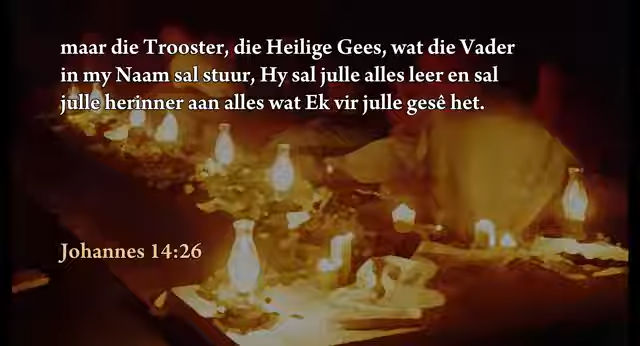 maar die Trooster, die Heilige Gees, wat die Vader
in my Naam sal stuur, Hy sal julle alles leer en sal
julle herinner aan alles wat Ek vir julle gesê het.
Johannes 14:26